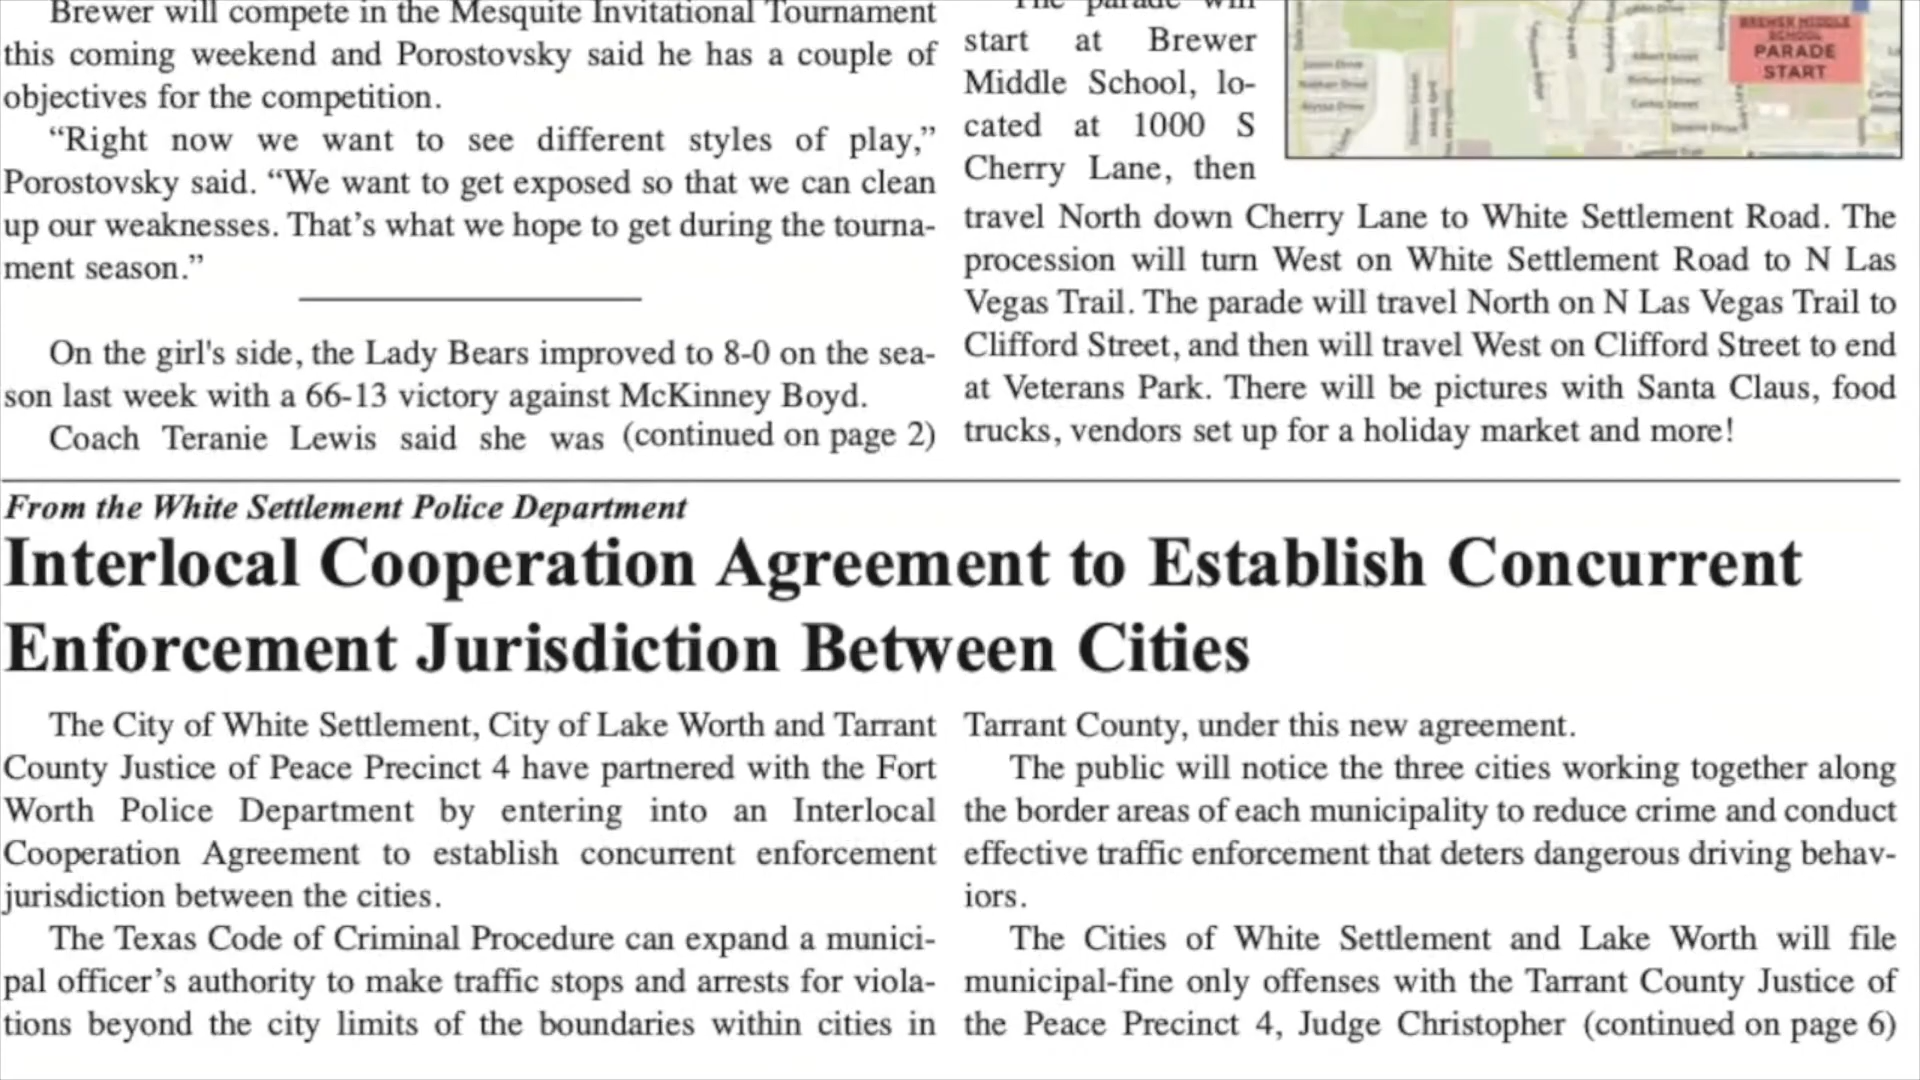 Brewer will compete in the Mesquite Invitational Tournament
this coming weekend and Porostovsky said he has a couple of
objectives for the competition.
“Right now we want to see different styles of play,”
Porostovsky said. “We want to get exposed so that we can clean
up our weaknesses. That’s what we hope to get during the tourna-
ment season.”
On the girl's side, the Lady Bears improved to 8-0 on the sea-
son last week with a 66-13 victory against McKinney Boyd.
Coach Teranie Lewis said she was (continued on page 2)
The parade will
start at Brewer
Middle School, lo-
cated at 1000 S
Cherry Lane, then
travel North down Cherry Lane to White Settlement Road. The
procession will turn West on White Settlement Road to N Las
Vegas Trail. The parade will travel North on N Las Vegas Trail to
Clifford Street, and then will travel West on Clifford Street to end
at Veterans Park. There will be pictures with Santa Claus, food
trucks, vendors set up for a holiday market and more!
BREWER MIDDLE
SCHOOL
PARADE
START
From the White Settlement Police Department
Interlocal Cooperation Agreement to Establish Concurrent
Enforcement Jurisdiction Between Cities
The City of White Settlement, City of Lake Worth and Tarrant
County Justice of Peace Precinct 4 have partnered with the Fort
Worth Police Department by entering into an Interlocal
Cooperation Agreement to establish concurrent enforcement
jurisdiction between the cities.
The Texas Code of Criminal Procedure can expand a munici-
pal officer’s authority to make traffic stops and arrests for viola-
tions beyond the city limits of the boundaries within cities in
Tarrant County, under this new agreement.
The public will notice the three cities working together along
the border areas of each municipality to reduce crime and conduct
effective traffic enforcement that deters dangerous driving behav-
iors.
The Cities of White Settlement and Lake Worth will file
municipal-fine only offenses with the Tarrant County Justice of
the Peace Precinct 4, Judge Christopher (continued on page 6)